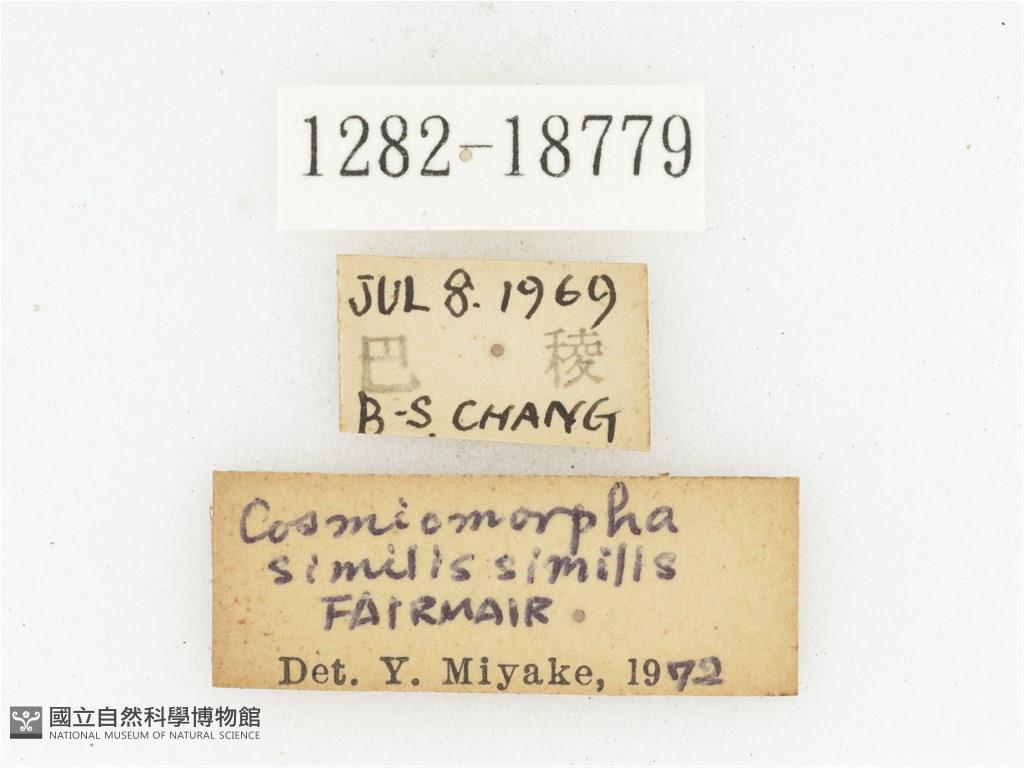 1282-18779
JUL 8. 1969
巴 稜
B-S. CHANG
Cosmiomorpha
similis similis
FAIRMAIR.
Det. Y. Miyake, 1972
國立自然科學博物館
NATIONAL MUSEUM OF NATURAL SCIENCE